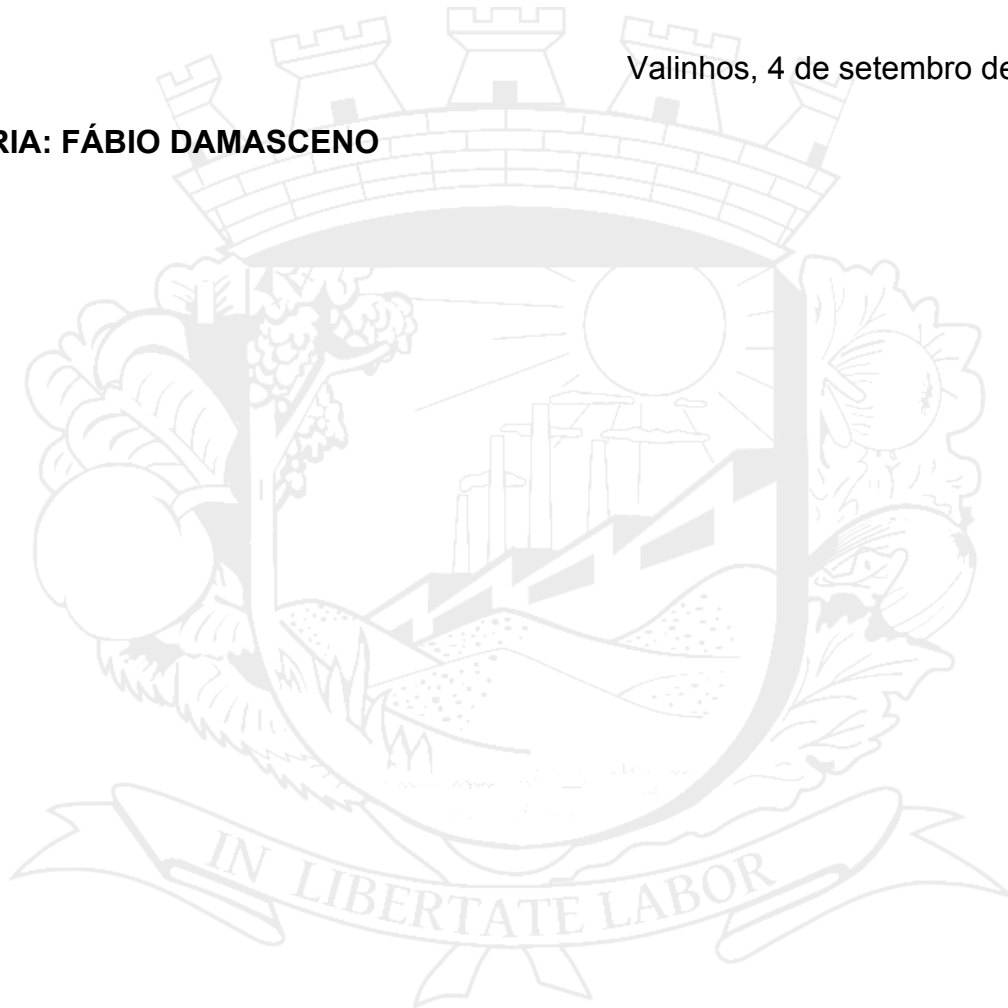 Valinhos, 4 de setembro de
RIA: FÁBIO DAMASCENO
IN LIBERTATE LABOR